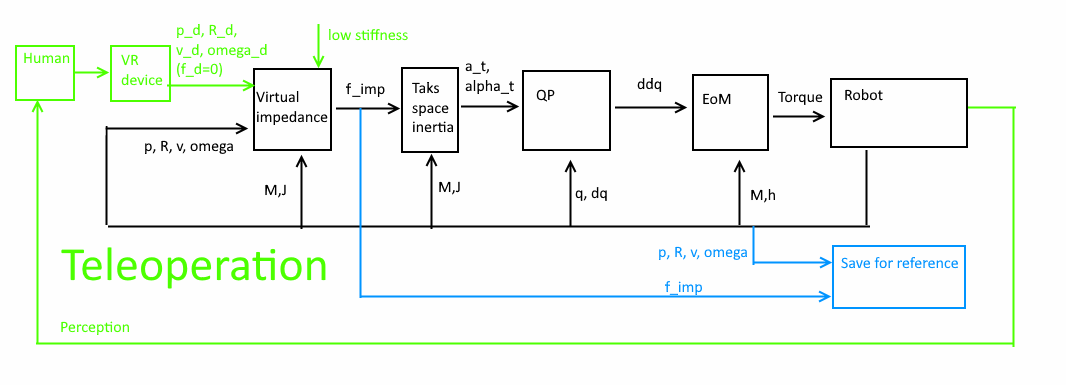 p_d, R_d,
v_d, omega_d
(f_d=0)
low stiffness
Human
VR
device
Virtual
impedance
f_imp
Taks
space
inertia
a_t,
alpha_t
QP
ddq
EoM
Torque
Robot
p, R, v, omega
M,J
M,J
q, dq
M,h
Teleoperation
p, R, v, omega
Save for reference
f_imp
Perception